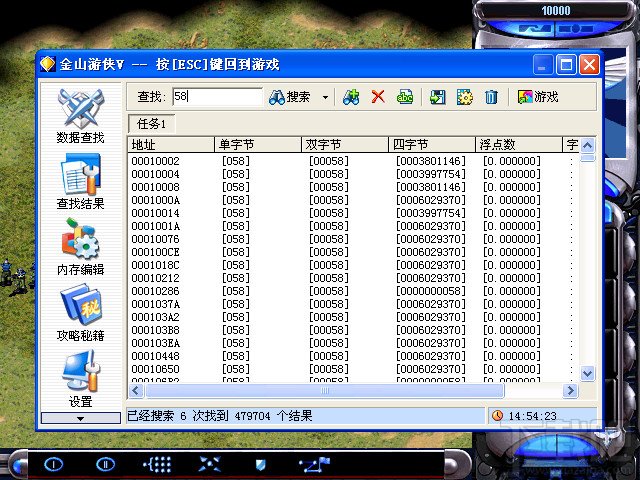 10000
金山游侠V -- 按[ESC]键回到游戏
查找: 58 搜索 游戏
任务1
地址 单字节 双字节 四字节 浮点数 字
00010002 [058] [00058] [0003801146] [0.000000] :
00010004 [058] [00058] [0003997754] [0.000000] :
00010008 [058] [00058] [0003801146] [0.000000] :
0001000A [058] [00058] [0006029370] [0.000000] :
00010014 [058] [00058] [0003997754] [0.000000] :
0001001A [058] [00058] [0006029370] [0.000000] :
00010076 [058] [00058] [0006029370] [0.000000] :
000100CE [058] [00058] [0006029370] [0.000000] :
0001018C [058] [00058] [0006029370] [0.000000] :
00010212 [058] [00058] [0006029370] [0.000000] :
00010286 [058] [00058] [0000000058] [0.000000] :
0001037A [058] [00058] [0006029370] [0.000000] :
000103A2 [058] [00058] [0006029370] [0.000000] :
000103B8 [058] [00058] [0006029370] [0.000000] :
000103EA [058] [00058] [0006029370] [0.000000] :
00010448 [058] [00058] [0006029370] [0.000000] :
00010650 [058] [00058] [0006029370] [0.000000] :
000106B2 [058] [00058] [0000000058] [0.000000] :
数据查找
查找结果
内存编辑
攻略秘籍
设置
已经搜索 6 次找到 479704 个结果
14:54:23